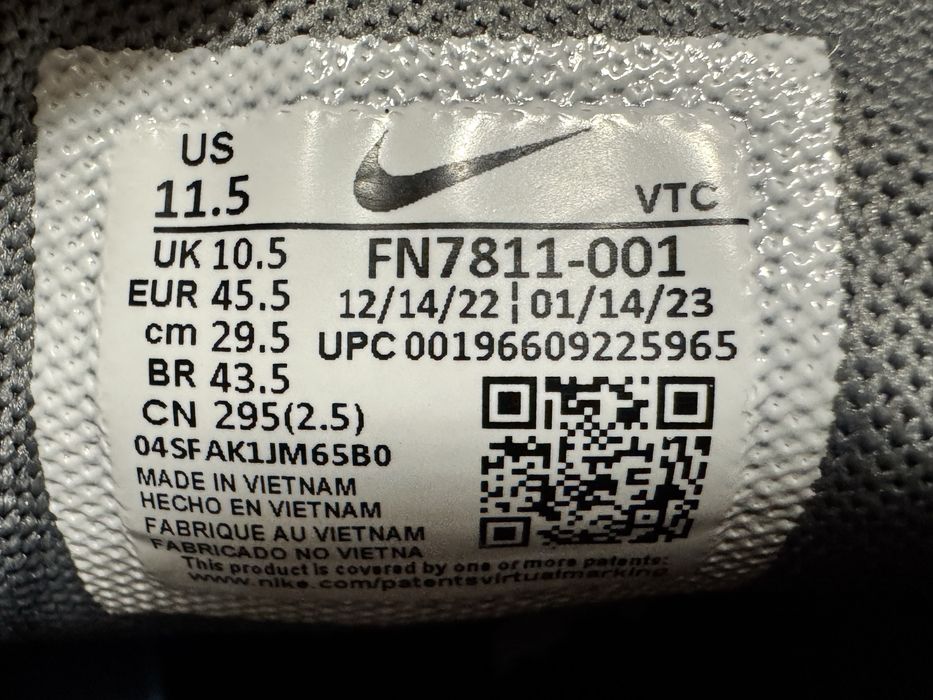 US
11.5
VTC
UK 10.5
FN7811-001
EUR 45.5
12/14/22 ¦ 01/14/23
cm 29.5
UPC 00196609225965
BR 43.5
CN 295(2.5)
04SFAK1JM65B0
MADE IN VIETNAM
HECHO EN VIETNAM
FABRIQUE AU VIETNAM
FABRICADO NO VIETNA
This product is covered by one or more patents:
www.nike.com/patentsvirtualmarking